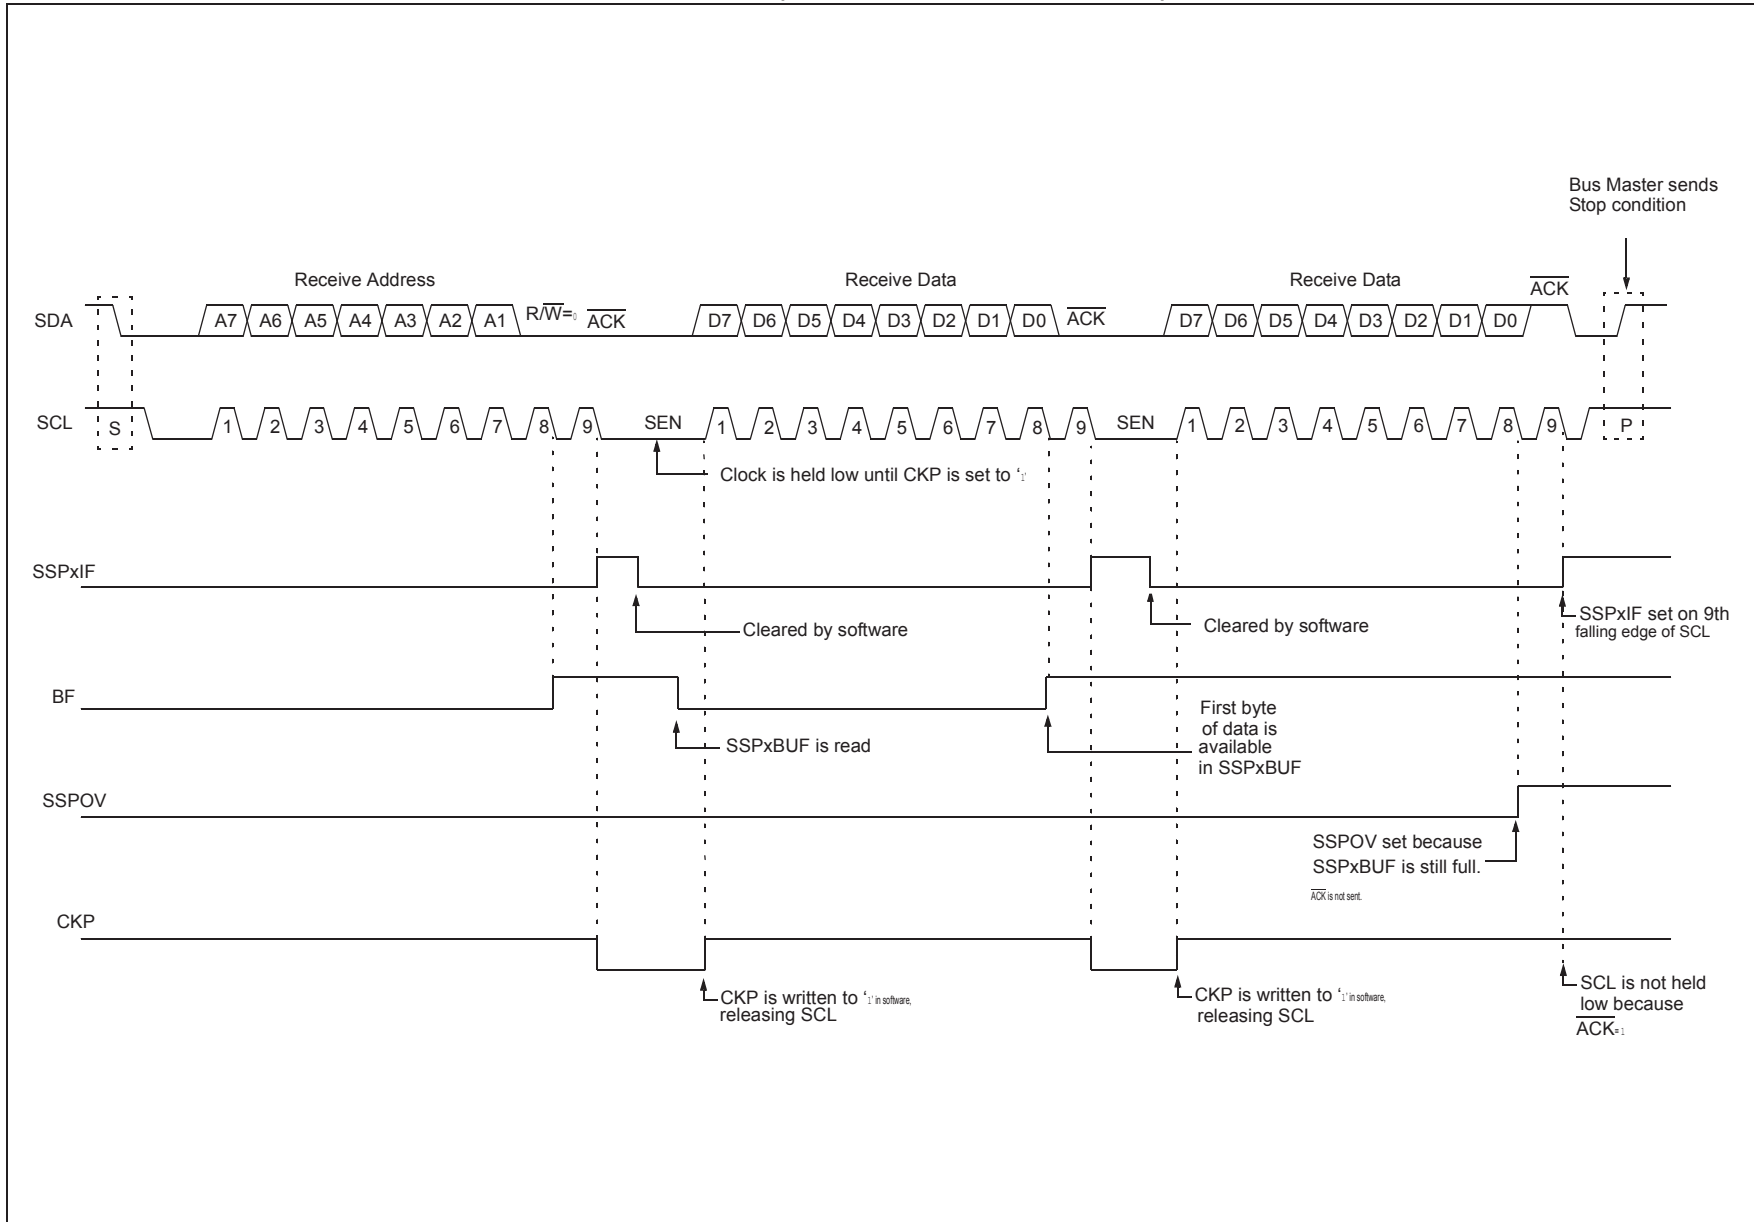 Bus Master sends
Stop condition
Receive Address
Receive Data
Receive Data
ACK
SDA
A7 A6 A5 A4 A3 A2 A1 R/W=0 ACK
D7 D6 D5 D4 D3 D2 D1 D0 ACK
D7 D6 D5 D4 D3 D2 D1 D0
SCL
S 1 2 3 4 5 6 7 8 9 SEN 1 2 3 4 5 6 7 8 9 SEN 1 2 3 4 5 6 7 8 9 P
Clock is held low until CKP is set to ‘1’
SSPxIF
Cleared by software
Cleared by software
SSPxIF set on 9th
falling edge of SCL
BF
SSPxBUF is read
First byte
of data is
available
in SSPxBUF
SSPOV
SSPOV set because
SSPxBUF is still full.
ACK is not sent.
CKP
CKP is written to ‘1’ in software,
releasing SCL
CKP is written to ‘1’ in software,
releasing SCL
SCL is not held
low because
ACK= 1